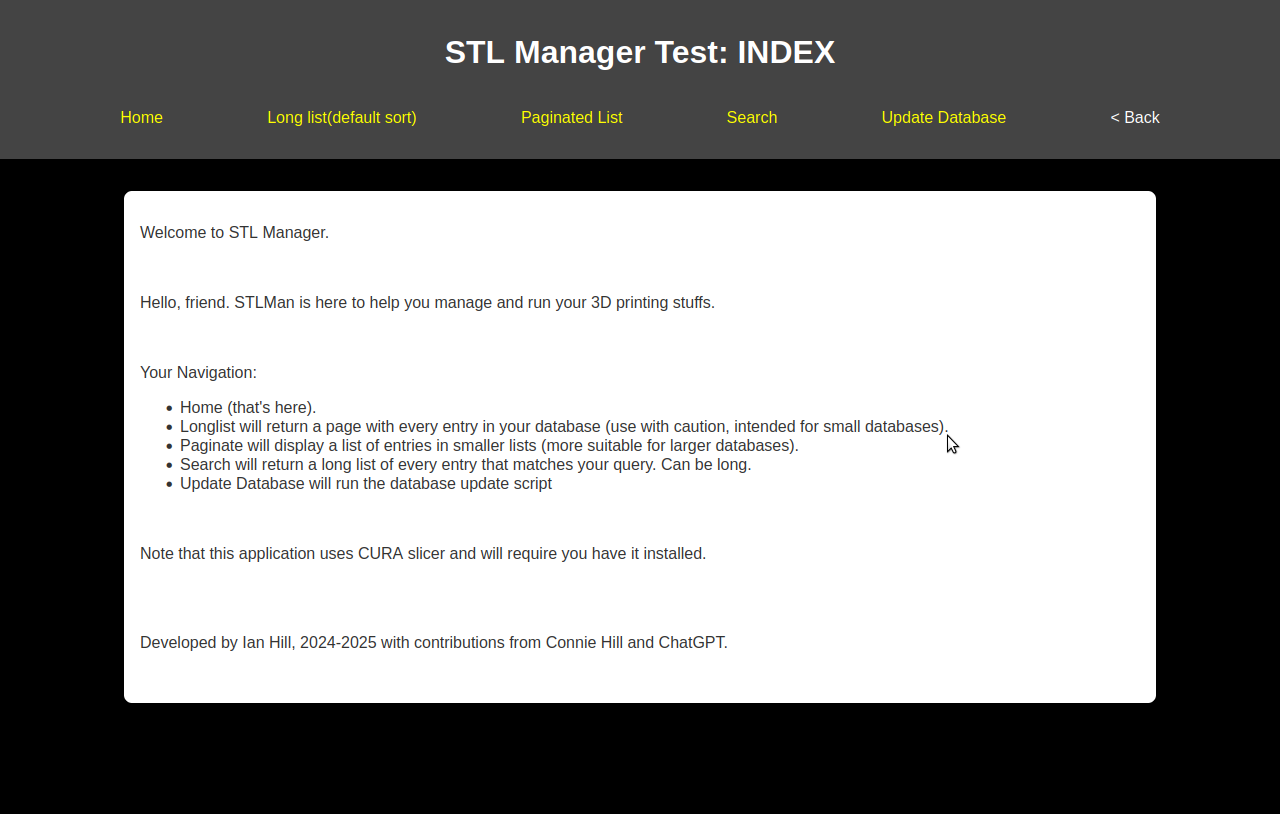 STL Manager Test: INDEX
Home Long list(default sort) Paginated List Search Update Database < Back
Welcome to STL Manager.
Hello, friend. STLMan is here to help you manage and run your 3D printing stuffs.
Your Navigation:
• Home (that's here).
• Longlist will return a page with every entry in your database (use with caution, intended for small databases).
• Paginate will display a list of entries in smaller lists (more suitable for larger databases).
• Search will return a long list of every entry that matches your query. Can be long.
• Update Database will run the database update script
Note that this application uses CURA slicer and will require you have it installed.
Developed by Ian Hill, 2024-2025 with contributions from Connie Hill and ChatGPT.